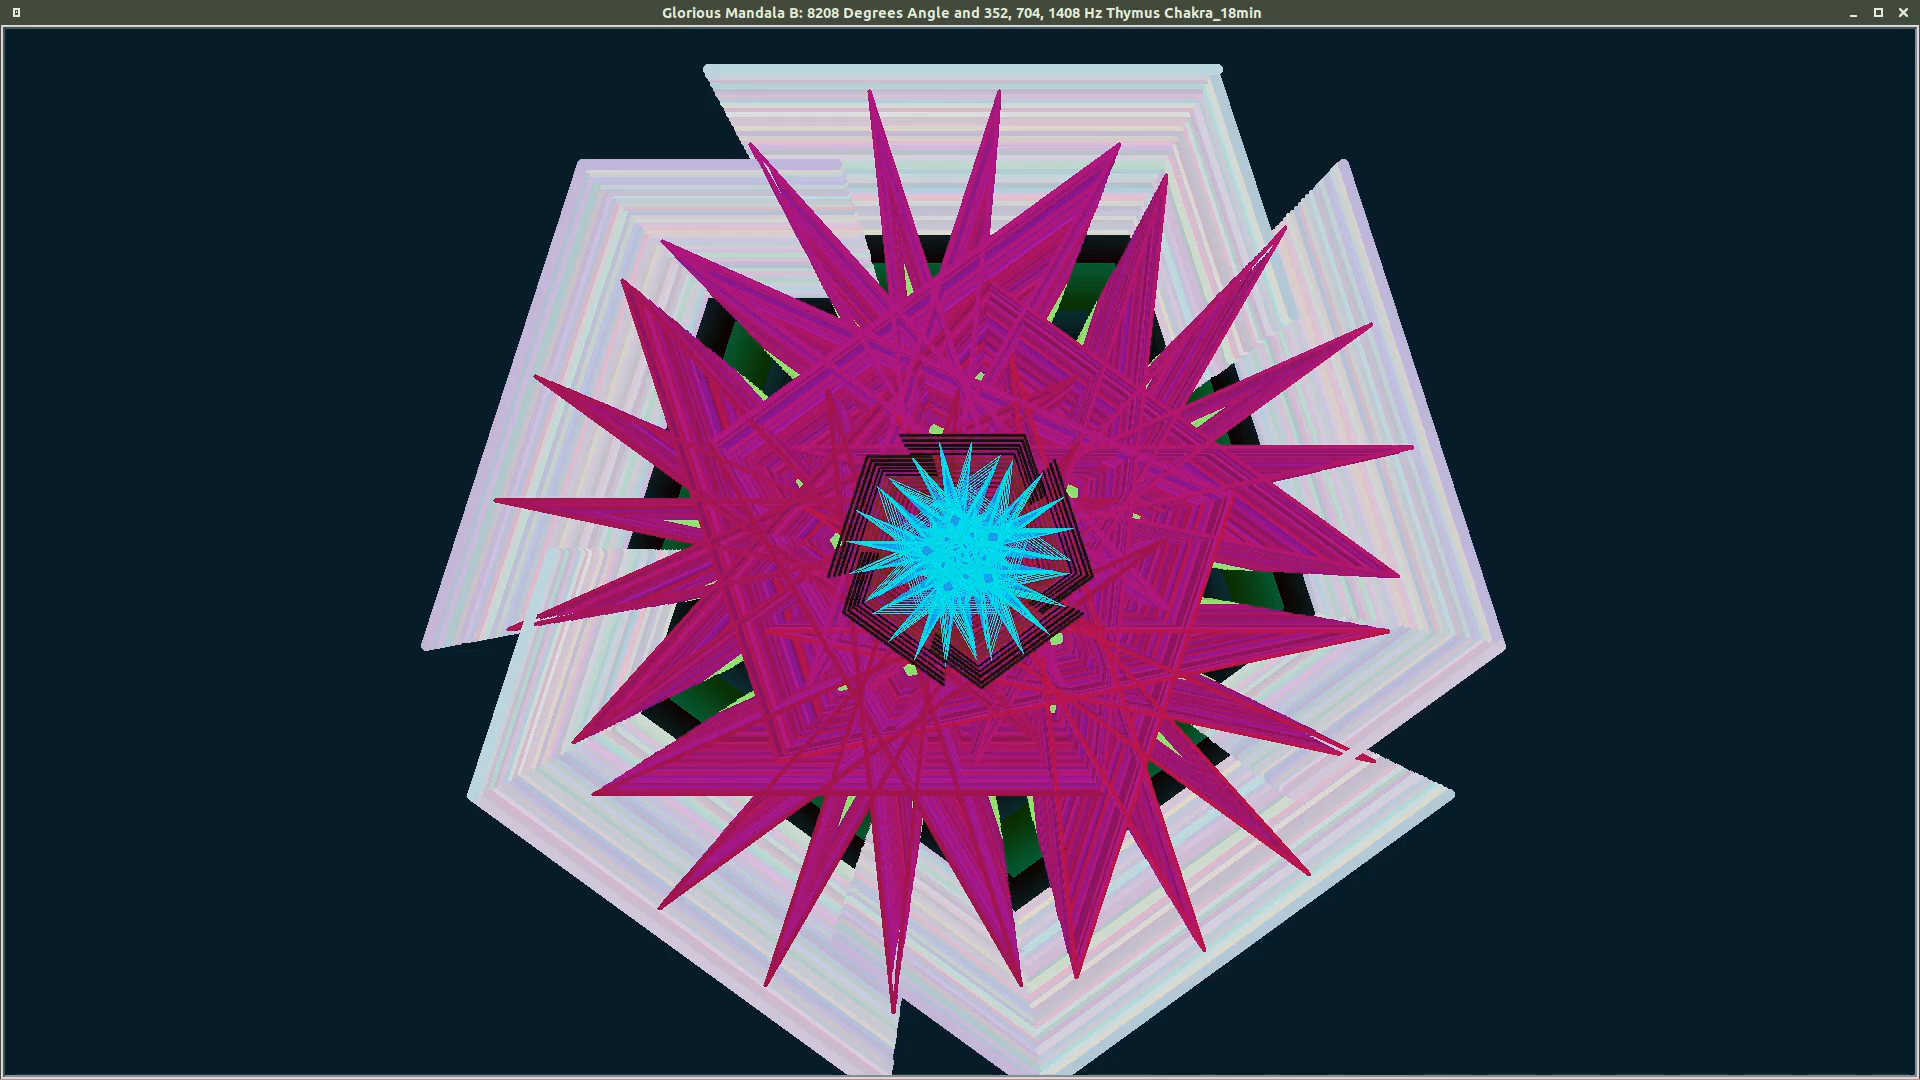 Glorious Mandala B: 8208 Degrees Angle and 352, 704, 1408 Hz Thymus Chakra_18min